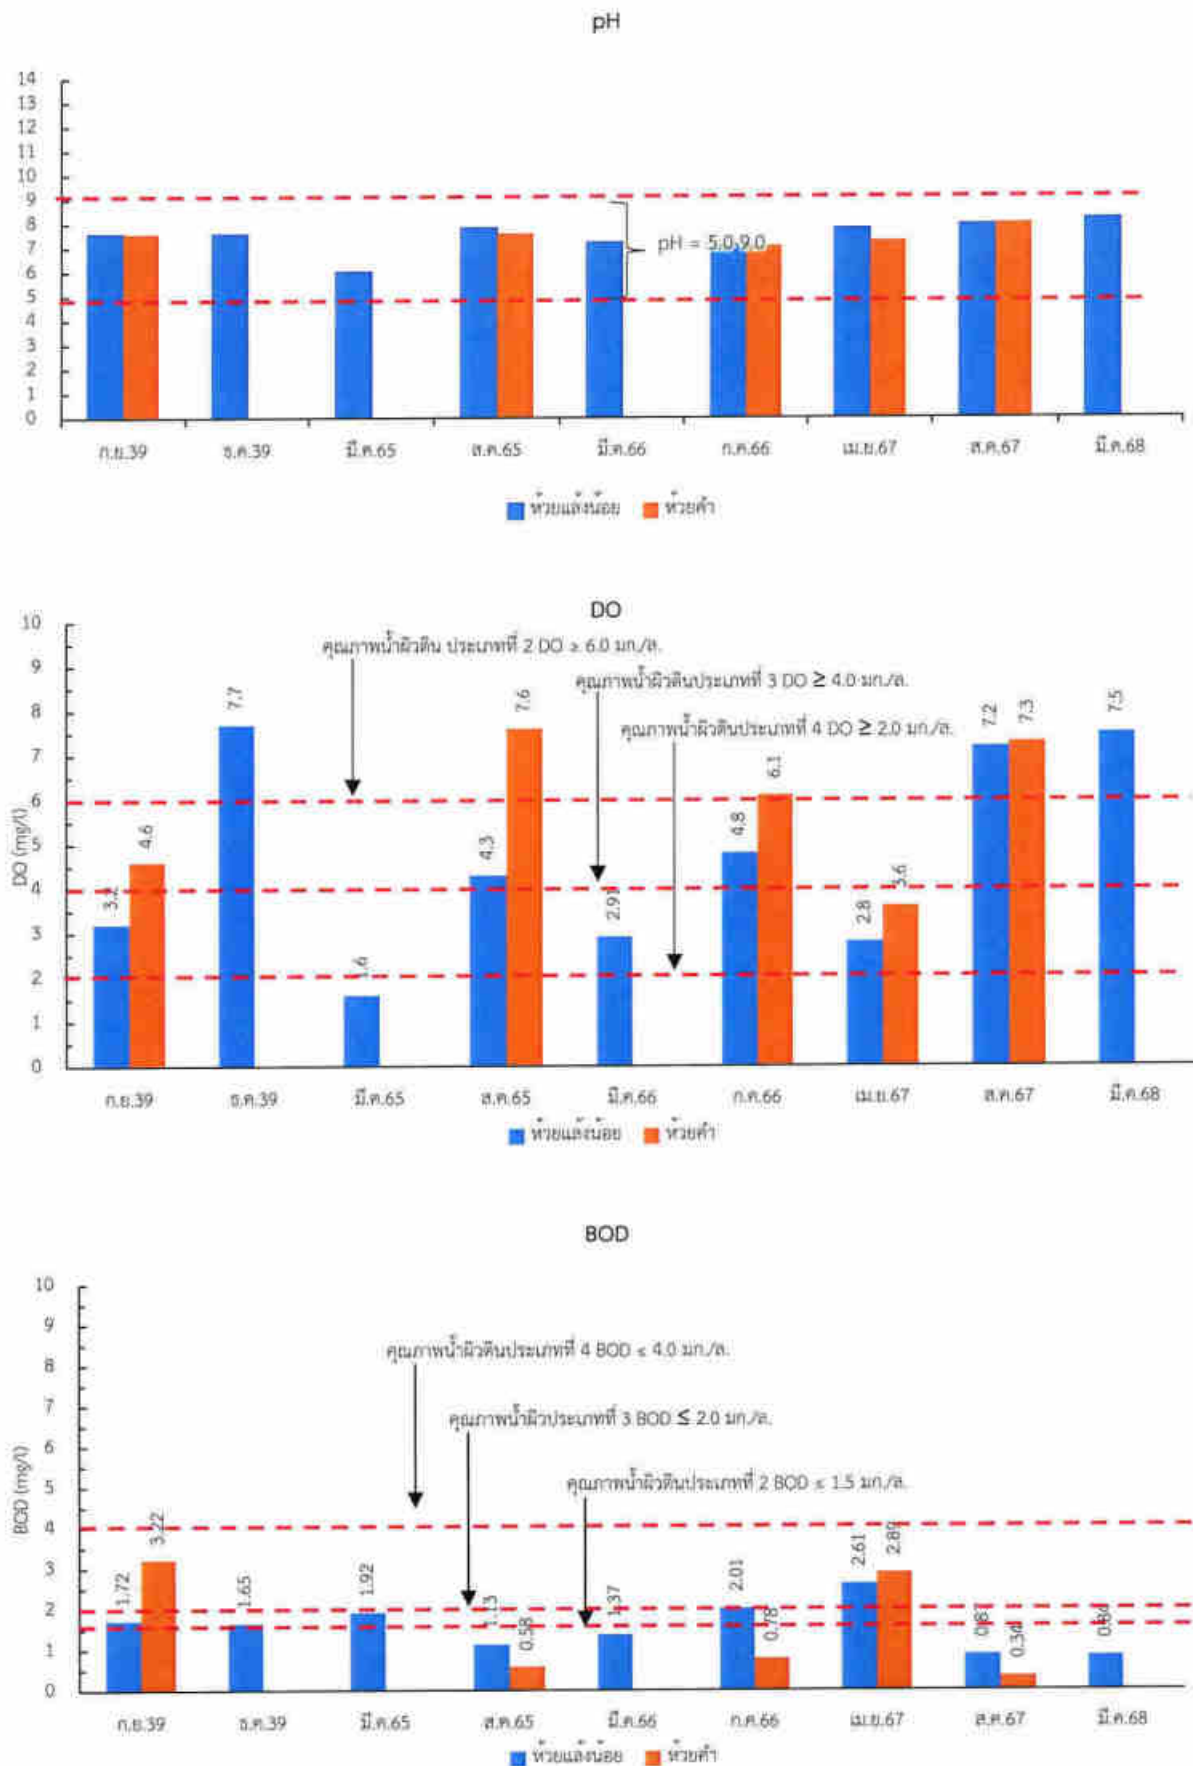 pH
14
13
12
11
10
9
8
7
6
5
4
3
2
1
0
pH = 5.0-9.0
ก.ย.39 ธ.ค.39 มี.ค.65 ส.ค.65 มี.ค.66 ก.ค.66 เม.ย.67 ส.ค.67 มี.ค.68
ห้วยแล้งน้อย ห้วยคำ
DO
คุณภาพน้ำผิวดิน ประเภทที่ 2 DO ≥ 6.0 มก./ล.
คุณภาพน้ำผิวดินประเภทที่ 3 DO ≥ 4.0 มก./ล.
คุณภาพน้ำผิวดินประเภทที่ 4 DO ≥ 2.0 มก./ล.
DO (mg/l)
10
9
8
7
6
5
4
3
2
1
0
3.2 4.6 7.7 1.6 4.3 7.6 2.91 4.8 6.1 2.8 3.6 7.2 7.3 7.5
ก.ย.39 ธ.ค.39 มี.ค.65 ส.ค.65 มี.ค.66 ก.ค.66 เม.ย.67 ส.ค.67 มี.ค.68
ห้วยแล้งน้อย ห้วยคำ
BOD
คุณภาพน้ำผิวดินประเภทที่ 4 BOD ≤ 4.0 มก./ล.
คุณภาพน้ำผิวประเภทที่ 3 BOD ≤ 2.0 มก./ล.
คุณภาพน้ำผิวดินประเภทที่ 2 BOD ≤ 1.5 มก./ล.
BOD (mg/l)
10
9
8
7
6
5
4
3
2
1
0
1.72 3.22 1.65 1.92 1.13 0.58 1.37 2.01 0.78 2.61 2.89 0.87 0.34
ก.ย.39 ธ.ค.39 มี.ค.65 ส.ค.65 มี.ค.66 ก.ค.66 เม.ย.67 ส.ค.67 มี.ค.68
ห้วยแล้งน้อย ห้วยคำ